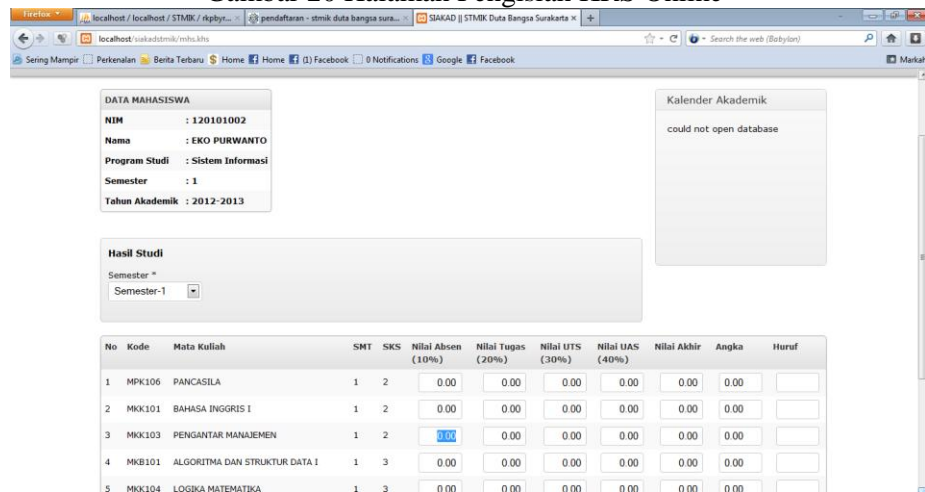 Gambar 20 Halaman Pengisian KRS Online
Firefox
localhost / localhost / STMIK / rkpbyr...
pendaftaran - stmik duta bangsa sura...
SIAKAD || STMIK Duta Bangsa Surakarta
localhost/siakadstmik/mhs.khs
Search the web (Babylon)
Sering Mampir Perkenalan Berita Terbaru Home Home (1) Facebook 0 Notifications Google Facebook Markah
DATA MAHASISWA
NIM : 120101002
Nama : EKO PURWANTO
Program Studi : Sistem Informasi
Semester : 1
Tahun Akademik : 2012-2013
Kalender Akademik
could not open database
Hasil Studi
Semester *
Semester-1
No Kode Mata Kuliah SMT SKS Nilai Absen (10%) Nilai Tugas (20%) Nilai UTS (30%) Nilai UAS (40%) Nilai Akhir Angka Huruf
1 MPK106 PANCASILA 1 2 0.00 0.00 0.00 0.00 0.00 0.00
2 MKK101 BAHASA INGGRIS I 1 2 0.00 0.00 0.00 0.00 0.00 0.00
3 MKK103 PENGANTAR MANAJEMEN 1 2 0.00 0.00 0.00 0.00 0.00 0.00
4 MKB101 ALGORITMA DAN STRUKTUR DATA I 1 3 0.00 0.00 0.00 0.00 0.00 0.00
5 MKK104 LOGIKA MATEMATIKA 1 3 0.00 0.00 0.00 0.00 0.00 0.00